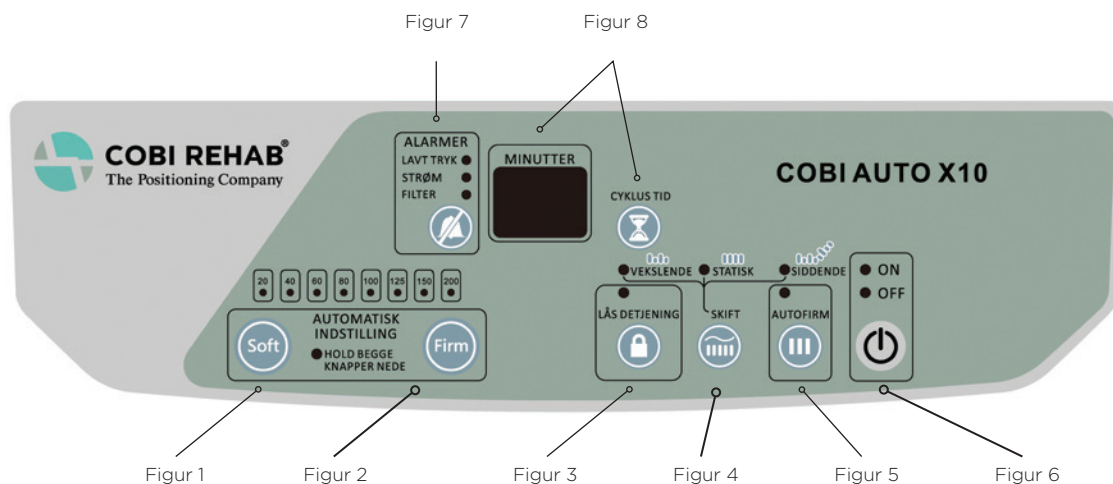 Figur 7
Figur 8
COBI REHAB®
The Positioning Company
ALARMER
LAVT TRYK
STRØM
FILTER
MINUTTER
CYKLUS TID
COBI AUTO X10
VEKSLENDE
STATISK
SIDDENDE
ON
OFF
20 40 60 80 100 125 150 200
AUTOMATISK
INDSTILLING
Soft
Firm
HOLD BEGGE
KNAPPER NEDE
LÅS DETJENING
SKIFT
AUTOFIRM
Figur 1
Figur 2
Figur 3
Figur 4
Figur 5
Figur 6